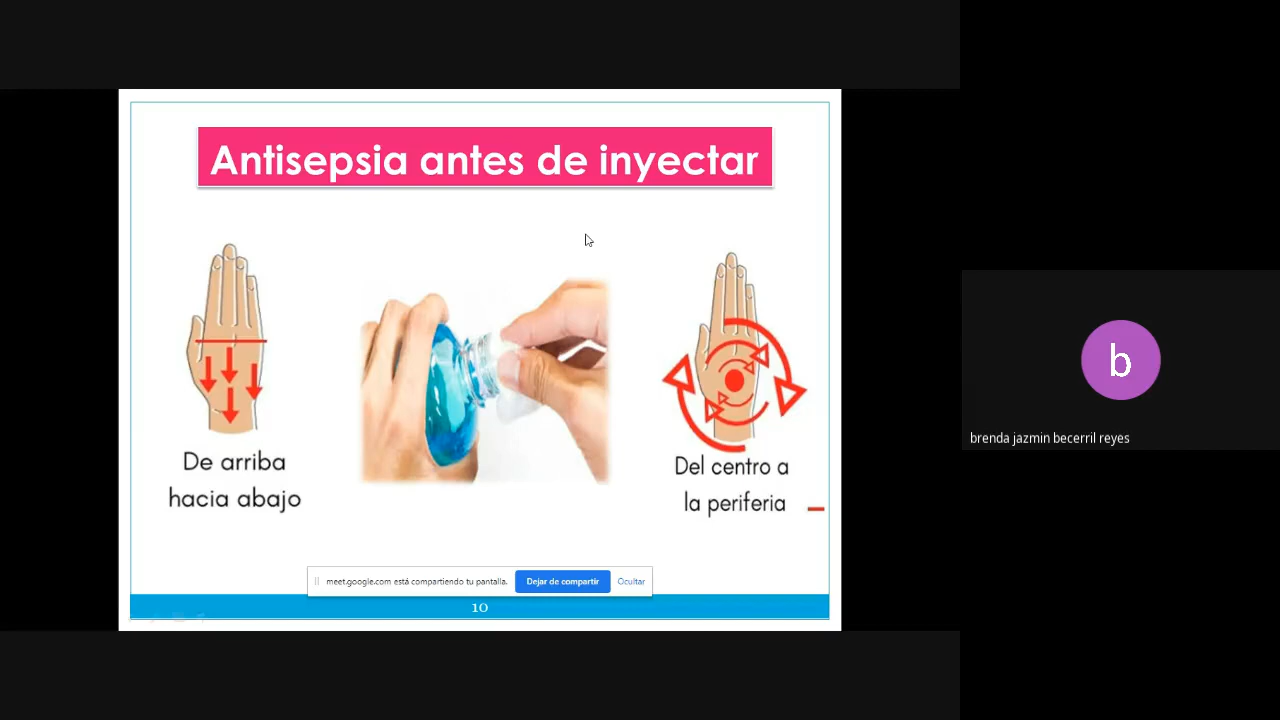 Antisepsia antes de inyectar
De arriba
hacia abajo
Del centro a
la periferia
meet.google.com está compartiendo tu pantalla.
Dejar de compartir
Ocultar
10
b
brenda jazmin becerril reyes